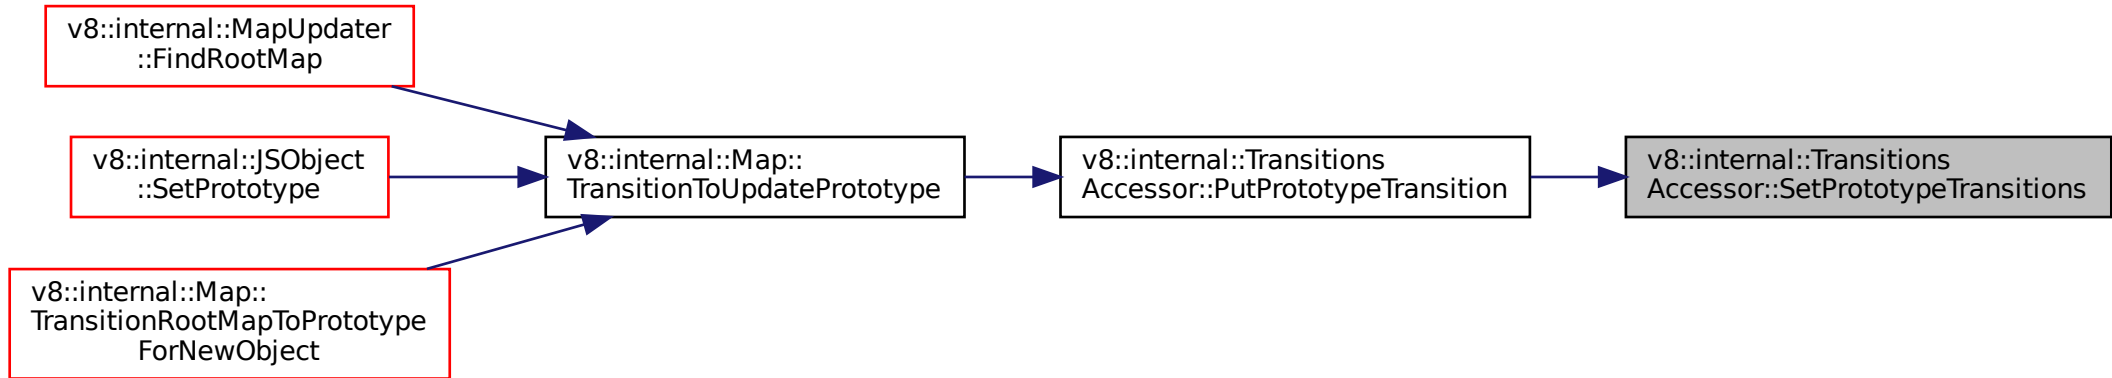 v8::internal::MapUpdater
::FindRootMap
v8::internal::JSObject
::SetPrototype
v8::internal::Map::
TransitionRootMapToPrototype
ForNewObject
v8::internal::Map::
TransitionToUpdatePrototype
v8::internal::Transitions
Accessor::PutPrototypeTransition
v8::internal::Transitions
Accessor::SetPrototypeTransitions